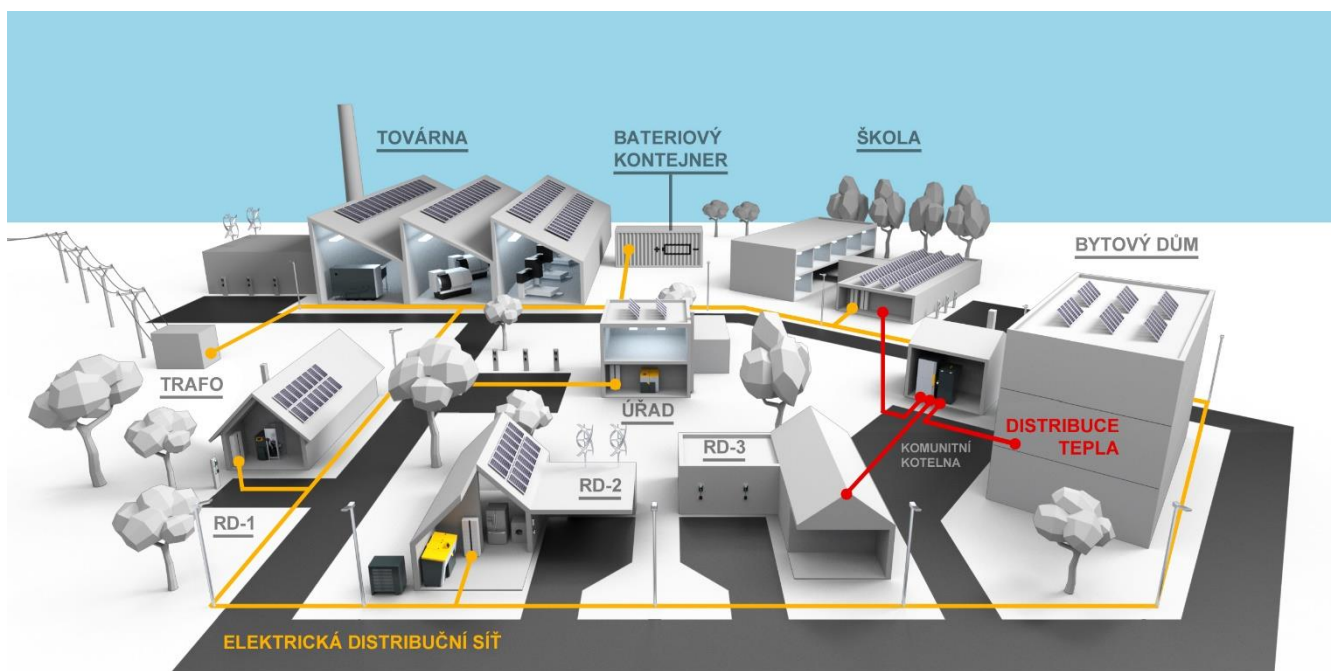 TOVÁRNA
BATERIOVÝ
KONTEJNER
ŠKOLA
BYTOVÝ DŮM
TRAFO
ÚŘAD
RD-3
DISTRIBUCE
TEPLA
KOMUNITNÍ
KOTELNA
RD-2
RD-1
ELEKTRICKÁ DISTRIBUČNÍ SÍŤ